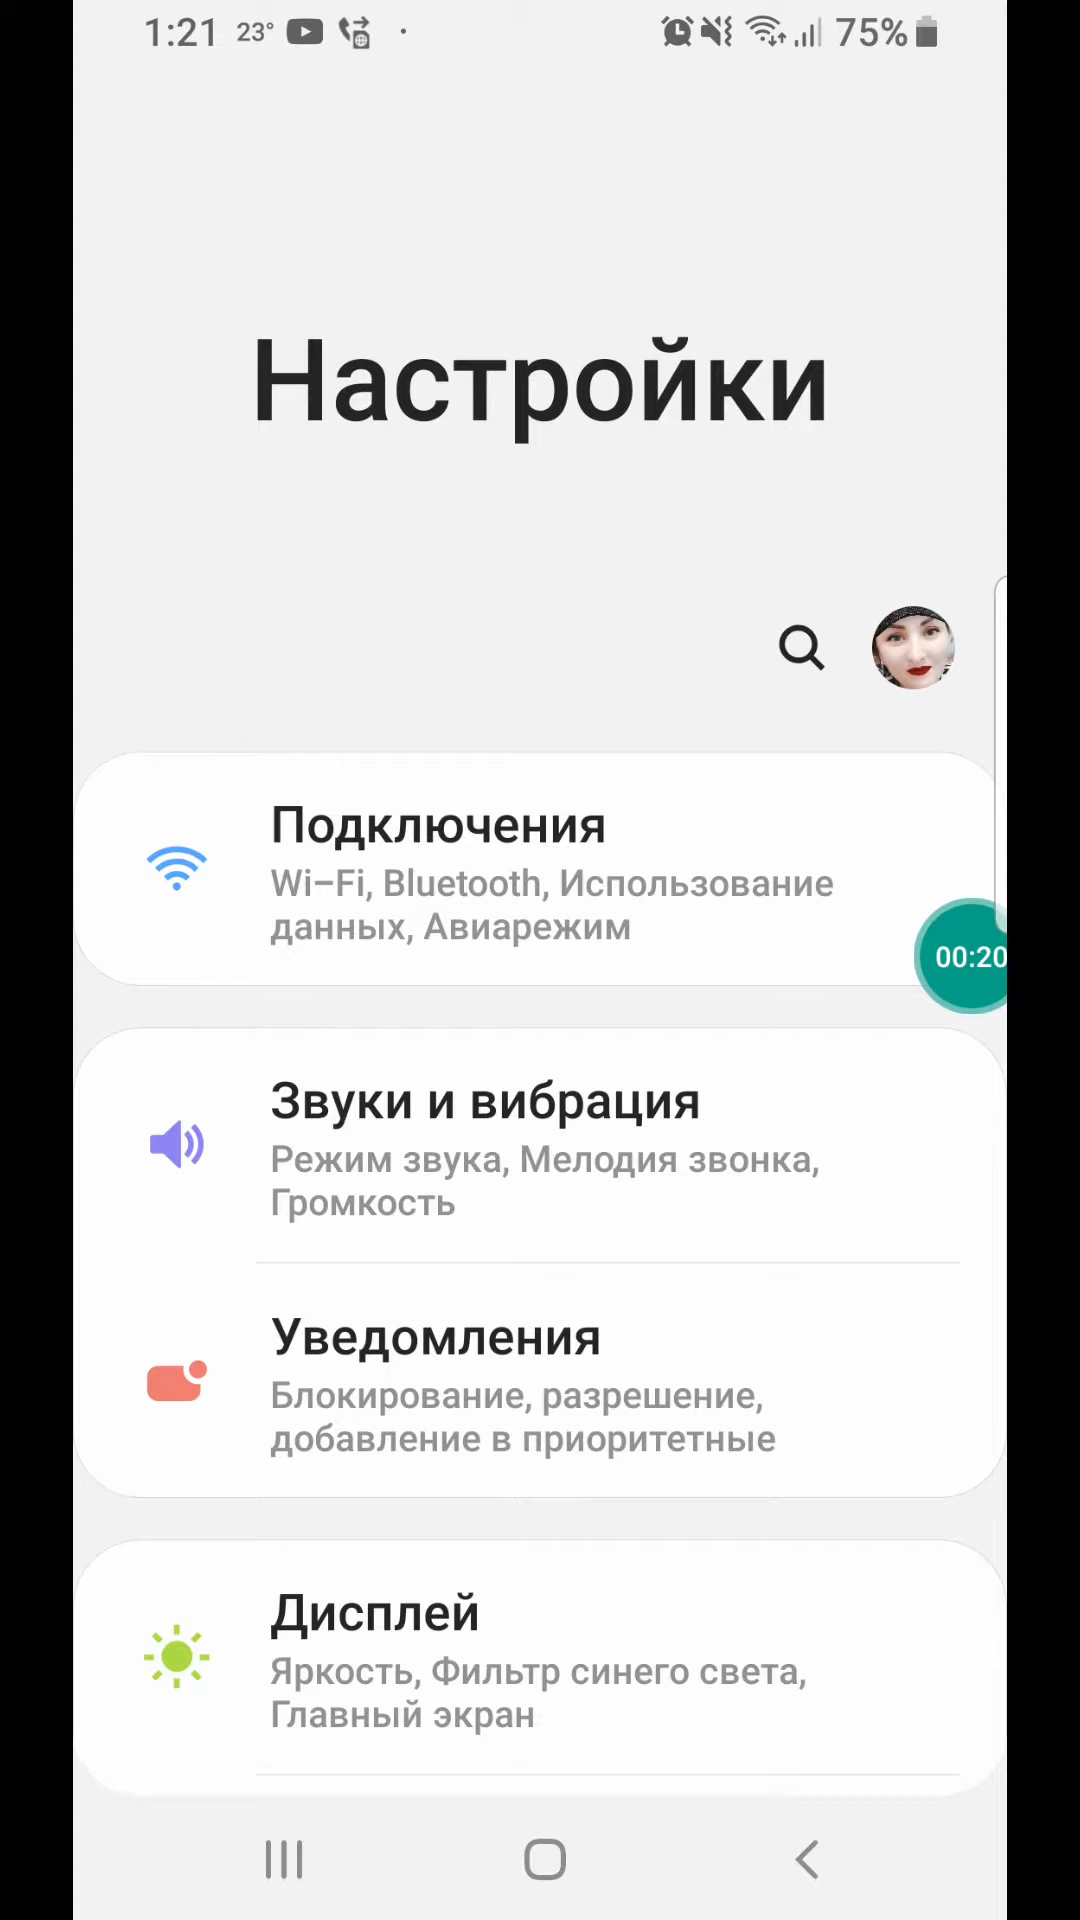 1:21 23° 75%
Настройки
Подключения
Wi-Fi, Bluetooth, Использование
данных, Авиарежим
00:20
Звуки и вибрация
Режим звука, Мелодия звонка,
Громкость
Уведомления
Блокирование, разрешение,
добавление в приоритетные
Дисплей
Яркость, Фильтр синего света,
Главный экран